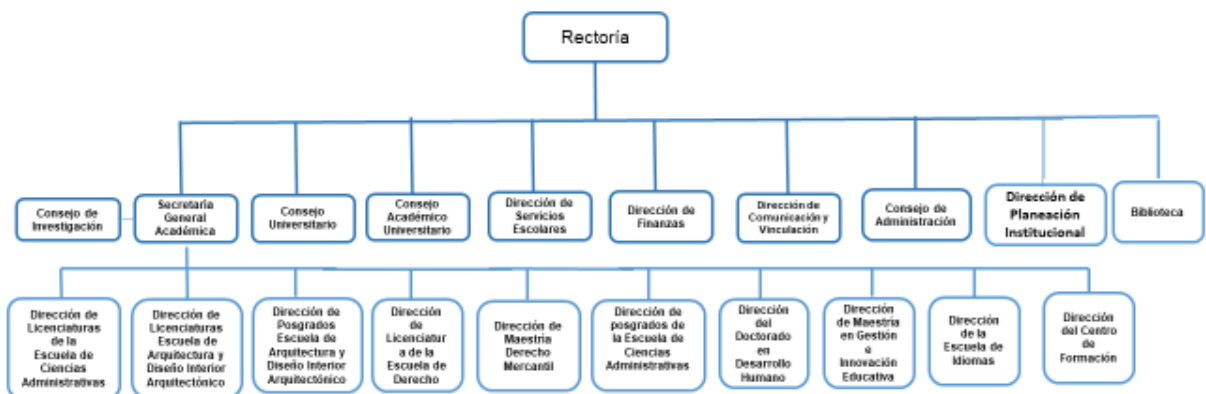 Rectoría
Consejo de
Investigación
Secretaría
General
Académica
Consejo
Universitario
Consejo
Académico
Universitario
Dirección de
Servicios
Escolares
Dirección de
Finanzas
Dirección de
Comunicación y
Vinculación
Consejo de
Administración
Dirección de
Planeación
Institucional
Biblioteca
Dirección de
Licenciaturas
de la
Escuela de
Ciencias
Administrativas
Dirección de
Licenciaturas
Escuela de
Arquitectura y
Diseño Interior
Arquitectónico
Dirección de
Posgrados
Escuela de
Arquitectura y
Diseño Interior
Arquitectónico
Dirección
de
Licenciatur
a de la
Escuela de
Derecho
Dirección de
Maestría
Derecho
Mercantil
Dirección de
posgrados de
la Escuela de
Ciencias
Administrativas
Dirección
del
Doctorado
en
Desarrollo
Humano
Dirección
de Maestría
en Gestión
e
Innovación
Educativa
Dirección
de la
Escuela de
Idiomas
Dirección
del Centro
de
Formación